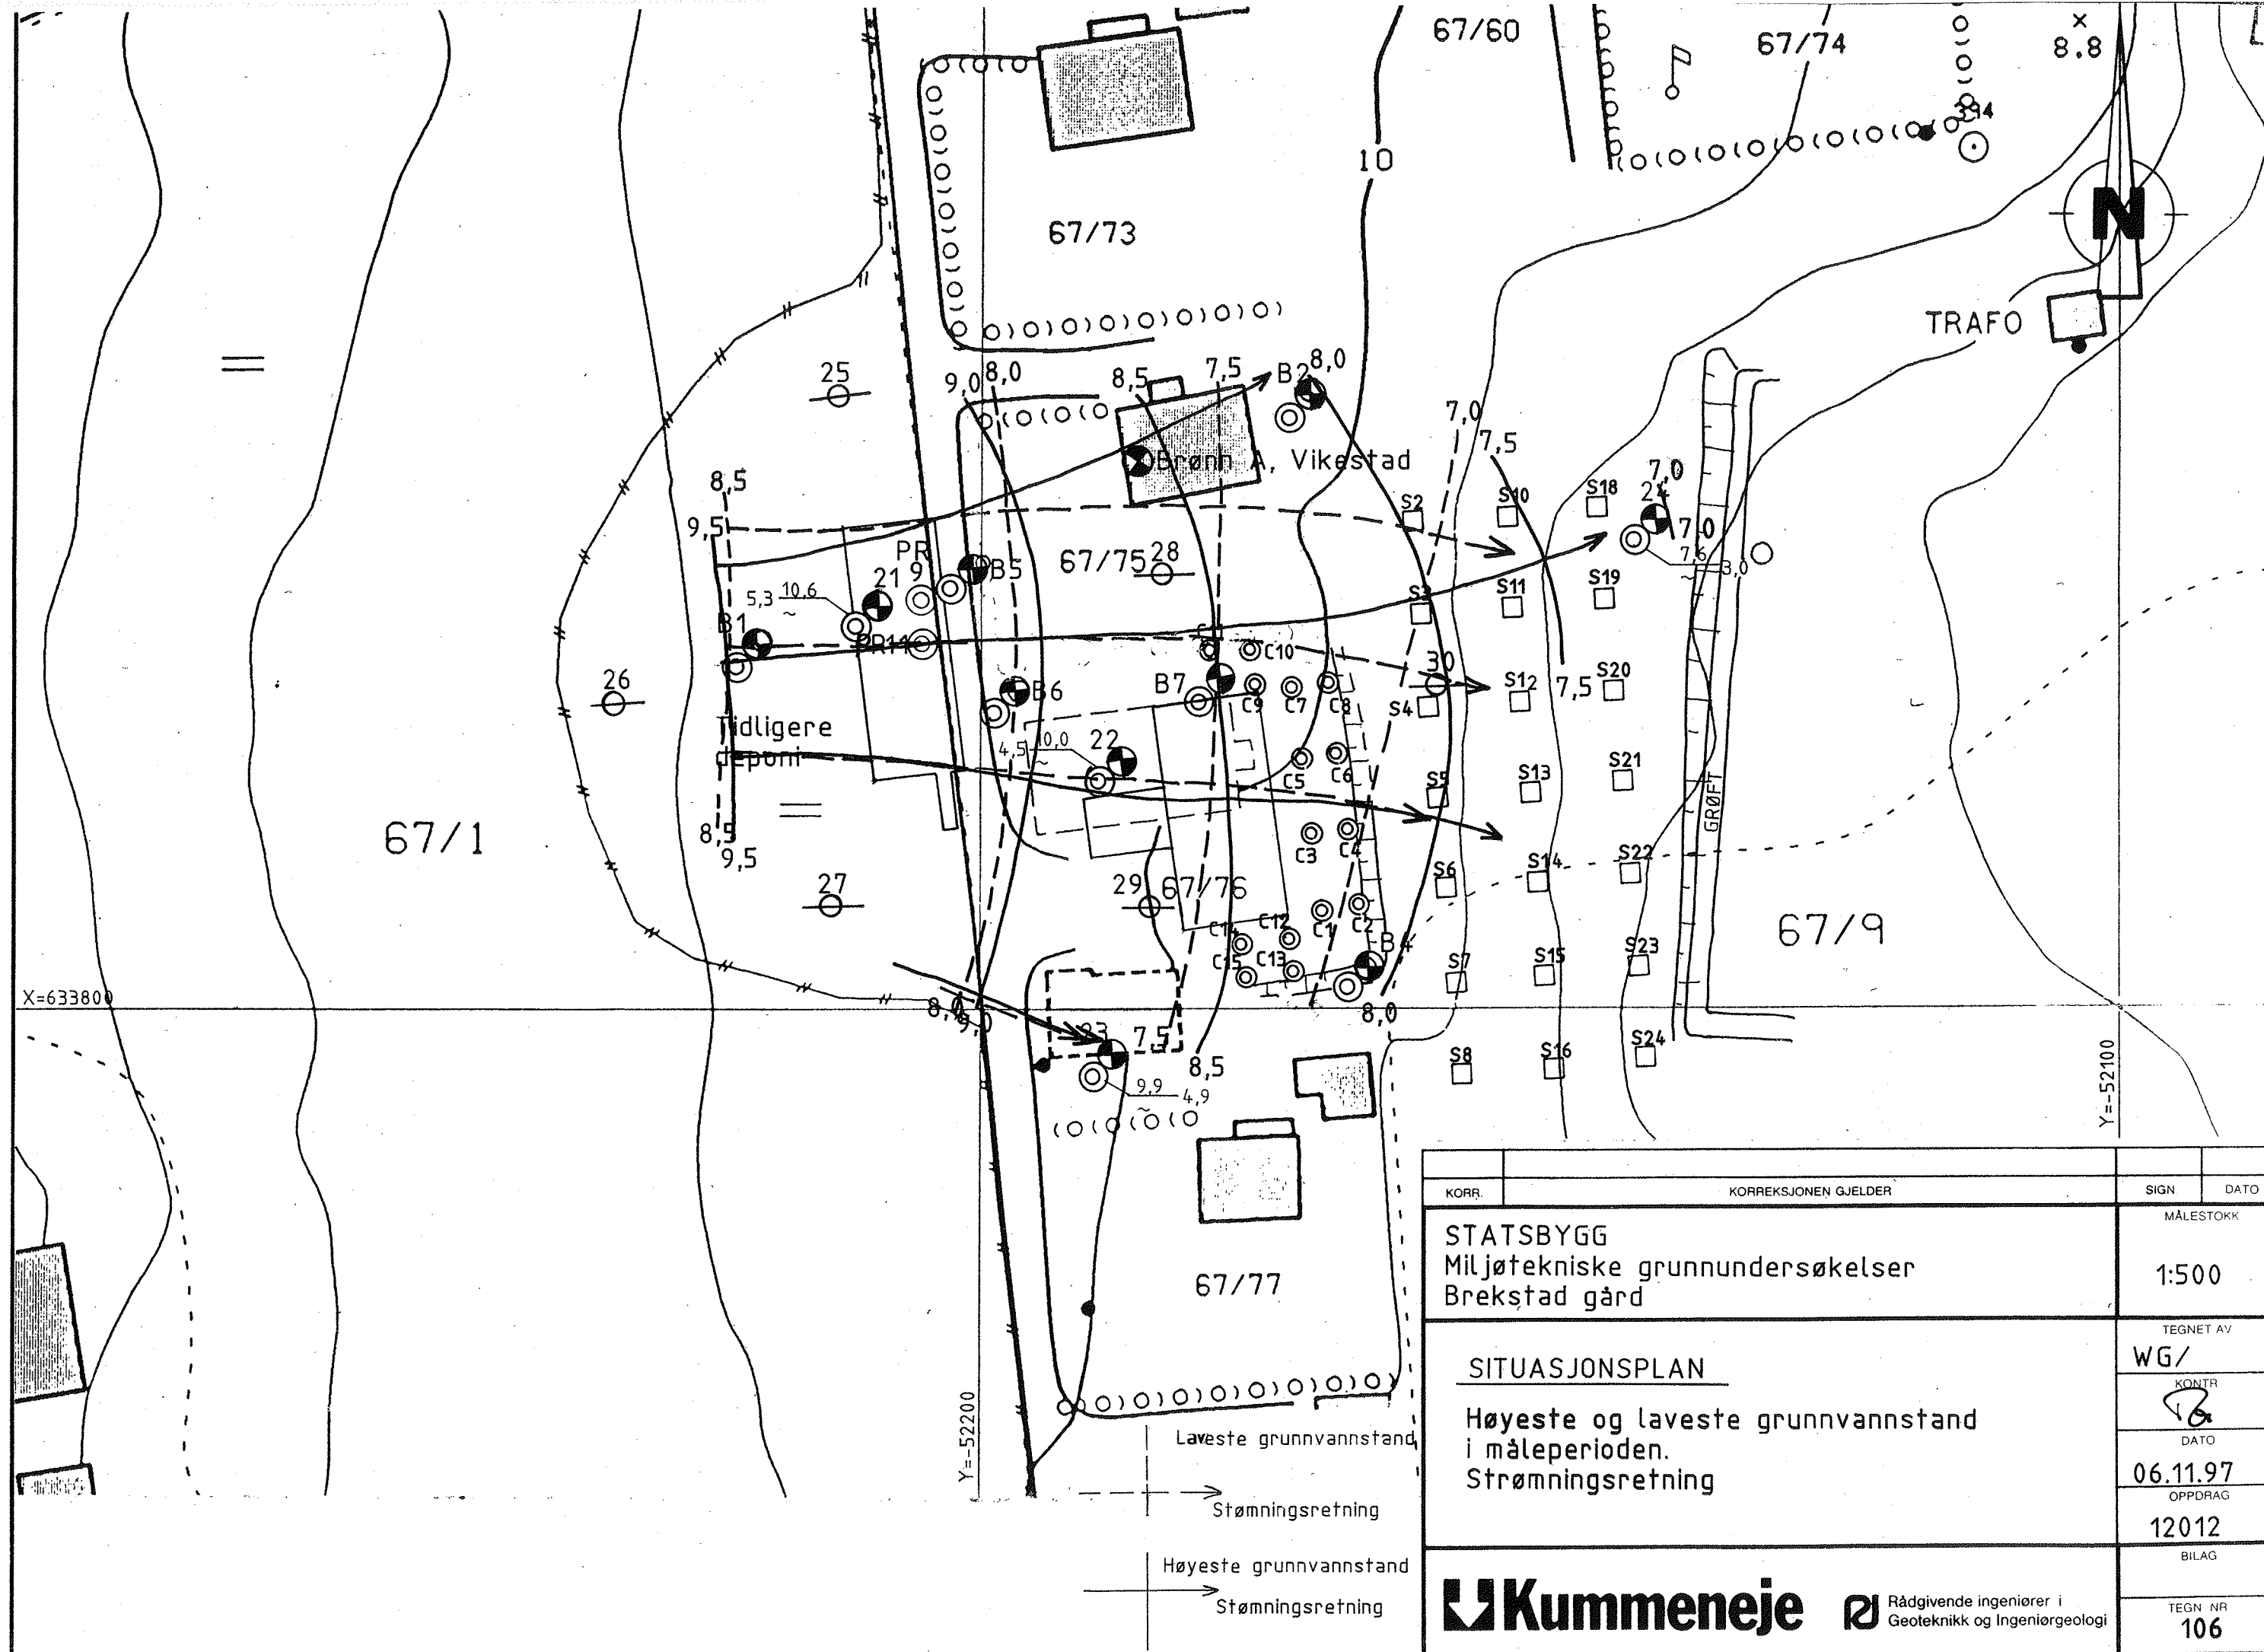 67/60
67/74
8.8
314
10
N
67/73
TRAFO
25
9,0
8,0
8,5
7,5
B2
8,0
7,0
7,5
Brønn A, Vikestad
8,5
9,5
S2
S10
S18
7,0
24
7,0
7,6
3,0
PR
9
B5
67/75
28
21
5,3
10,6
S3
S11
S19
B1
PR11
C10
30
26
B6
B7
C9
C7
C8
S4
S12
7,5
S20
Tidligere
deponi
4,5
10,0
22
C5
C6
S5
S13
S21
GRØFT
67/1
8,5
9,5
C3
C4
27
29
67/76
S6
S14
S22
C14
C12
C1
C2
67/9
C15
C13
B4
S7
S15
S23
X=633800
8,0
9,0
23
7,5
8,5
8,0
S8
S16
S24
9,9
4,9
Y=-52100
67/77
Y=-52200
Laveste grunnvannstand
Stømningsretning
Høyeste grunnvannstand
Stømningsretning
KORR.
KORREKSJONEN GJELDER
SIGN
DATO
STATSBYGG
Miljøtekniske grunnundersøkelser
Brekstad gård
MÅLESTOKK
1:500
SITUASJONSPLAN
Høyeste og laveste grunnvannstand
i måleperioden.
Strømningsretning
TEGNET AV
WG/
KONTR
DATO
06.11.97
OPPDRAG
12012
BILAG
Kummeneje
Rådgivende ingeniører i
Geoteknikk og Ingeniørgeologi
TEGN NR
106